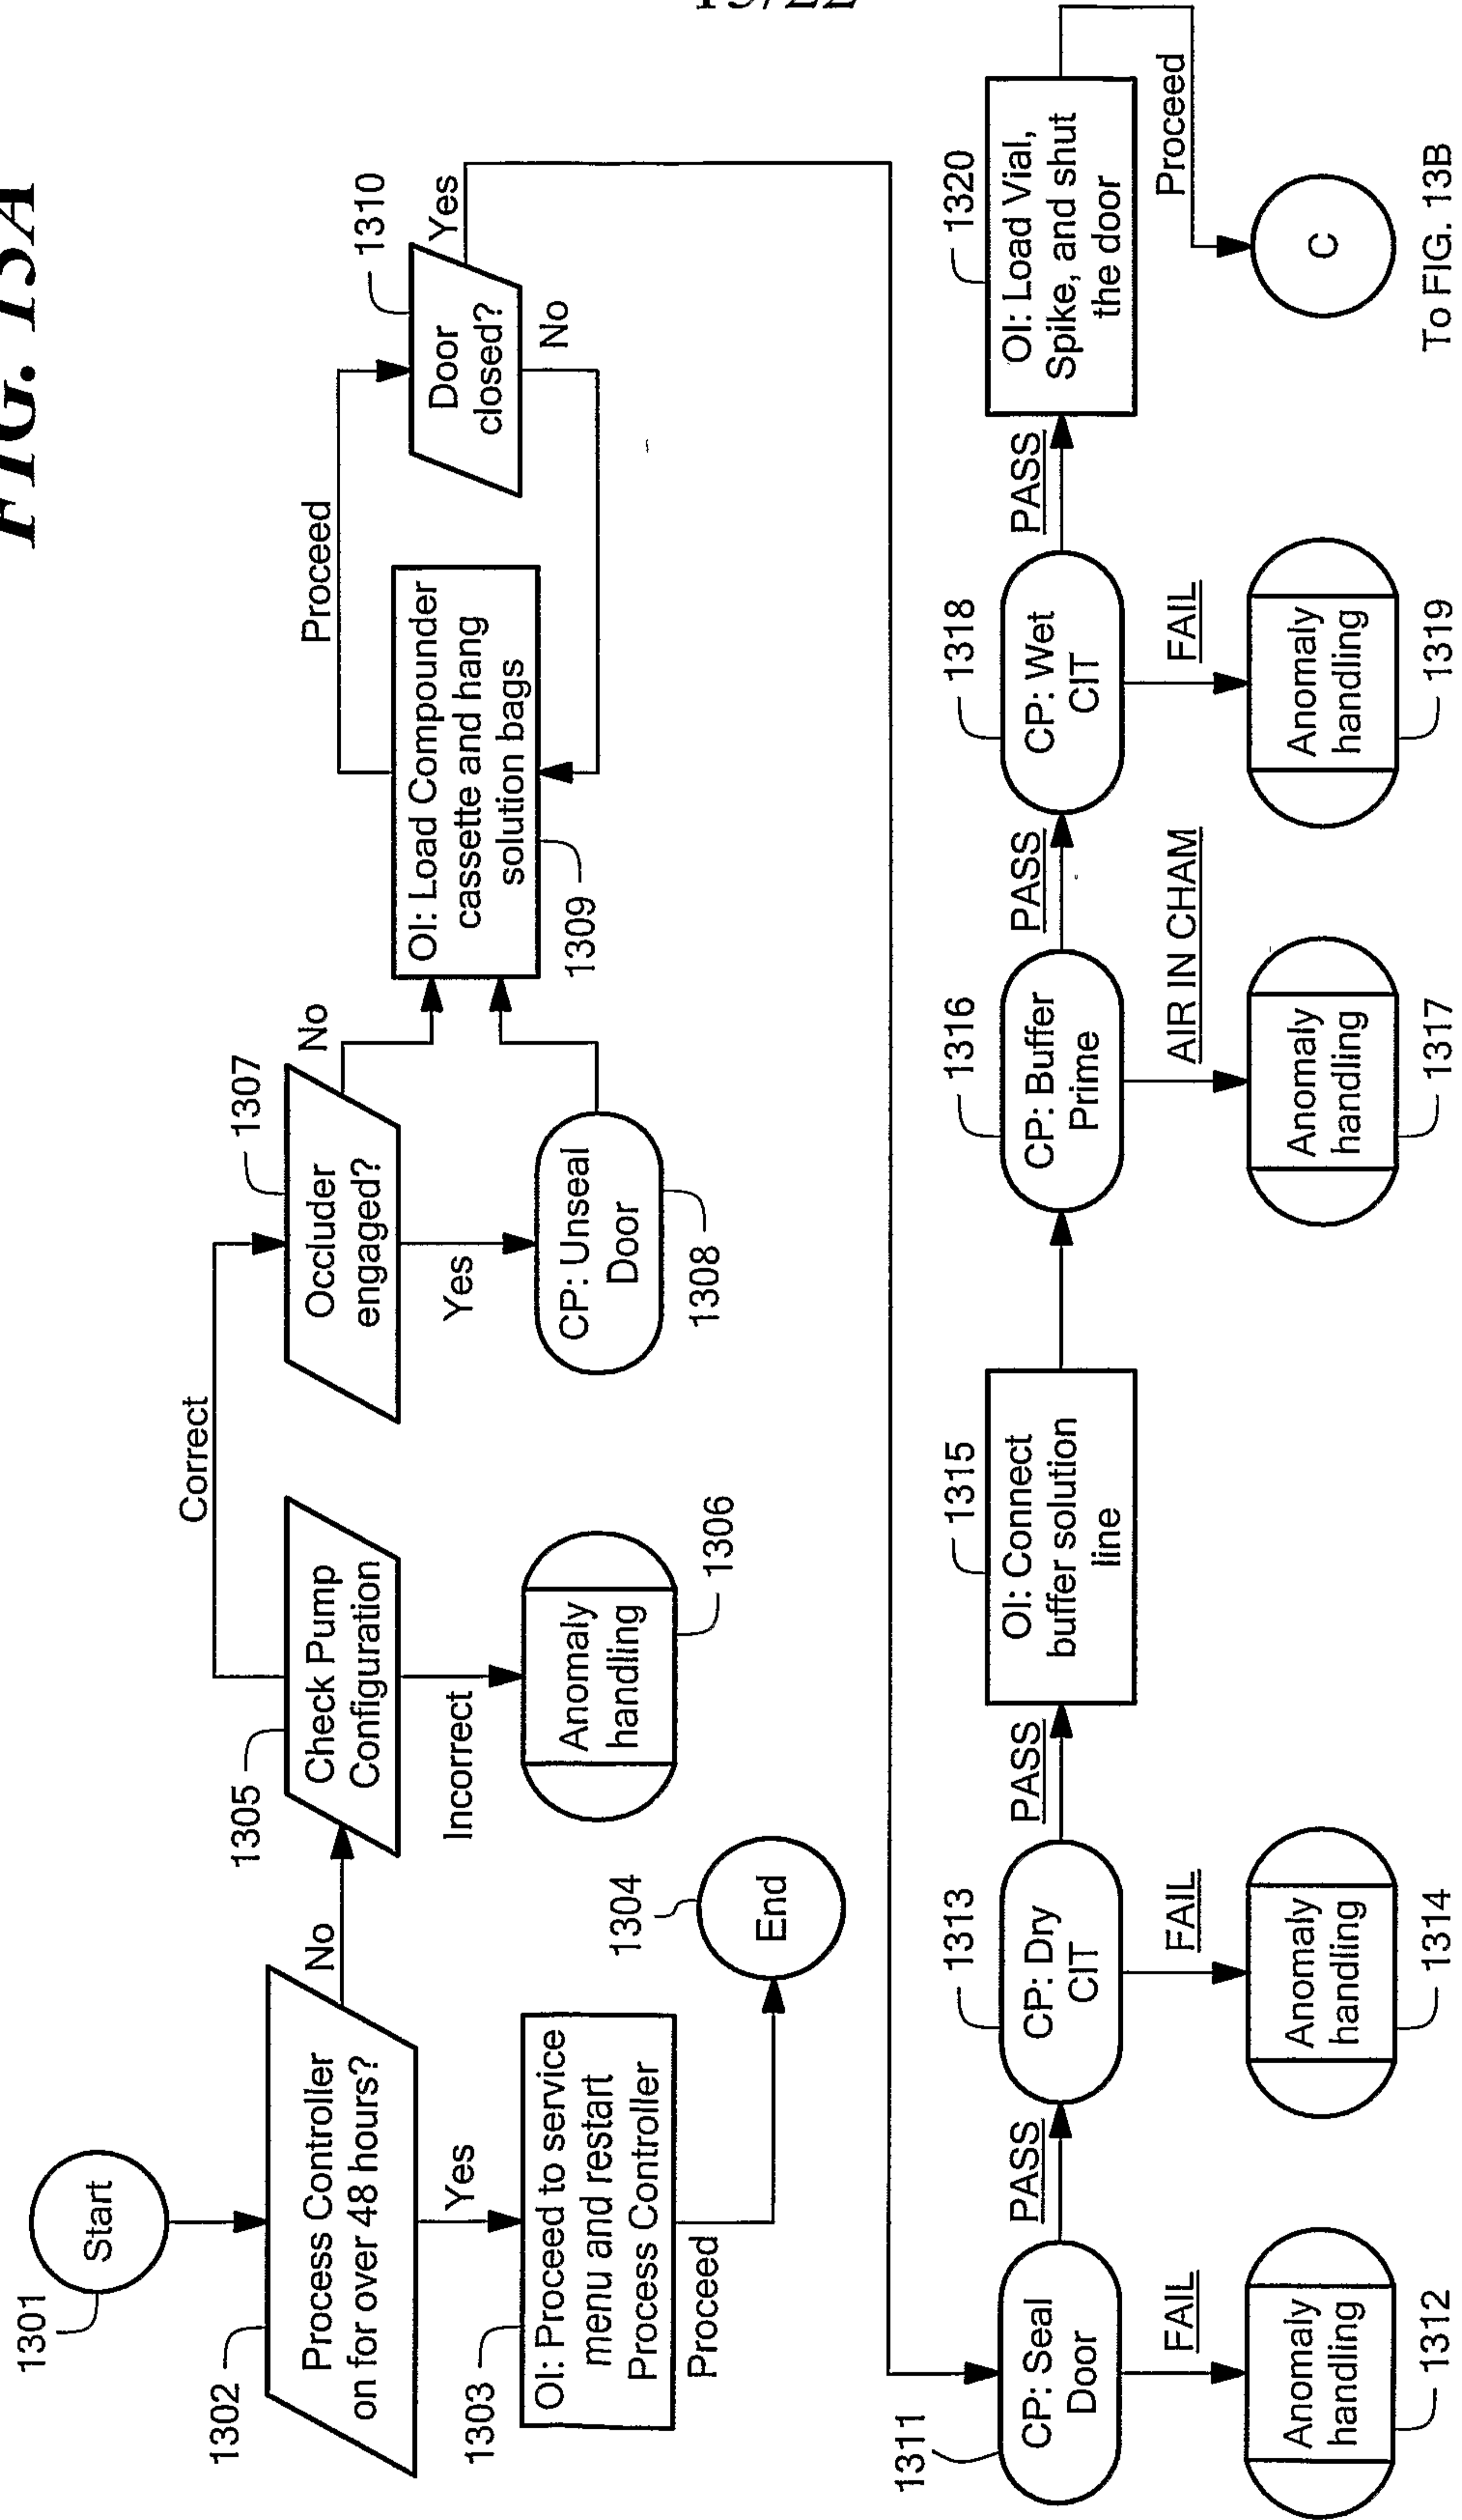 FIG. 13A
1301
Start
1302
Process Controller
on for over 48 hours?
No
Yes
1303
OI: Proceed to service
menu and restart
Process Controller
Proceed
1304
End
1305
Check Pump
Configuration
Correct
Incorrect
Anomaly
handling
1306
1307
Occluder
engaged?
No
Yes
CP: Unseal
Door
1308
OI: Load Compounder
cassette and hang
solution bags
1309
Proceed
1310
Door
closed?
Yes
No
1311
CP: Seal
Door
PASS
FAIL
Anomaly
handling
1312
1313
CP: Dry
CIT
PASS
FAIL
Anomaly
handling
1314
1315
OI: Connect
buffer solution
line
1316
CP: Buffer
Prime
PASS
AIR IN CHAM
Anomaly
handling
1317
1318
CP: Wet
CIT
PASS
FAIL
Anomaly
handling
1319
1320
OI: Load Vial,
Spike, and shut
the door
Proceed
C
To FIG. 13B